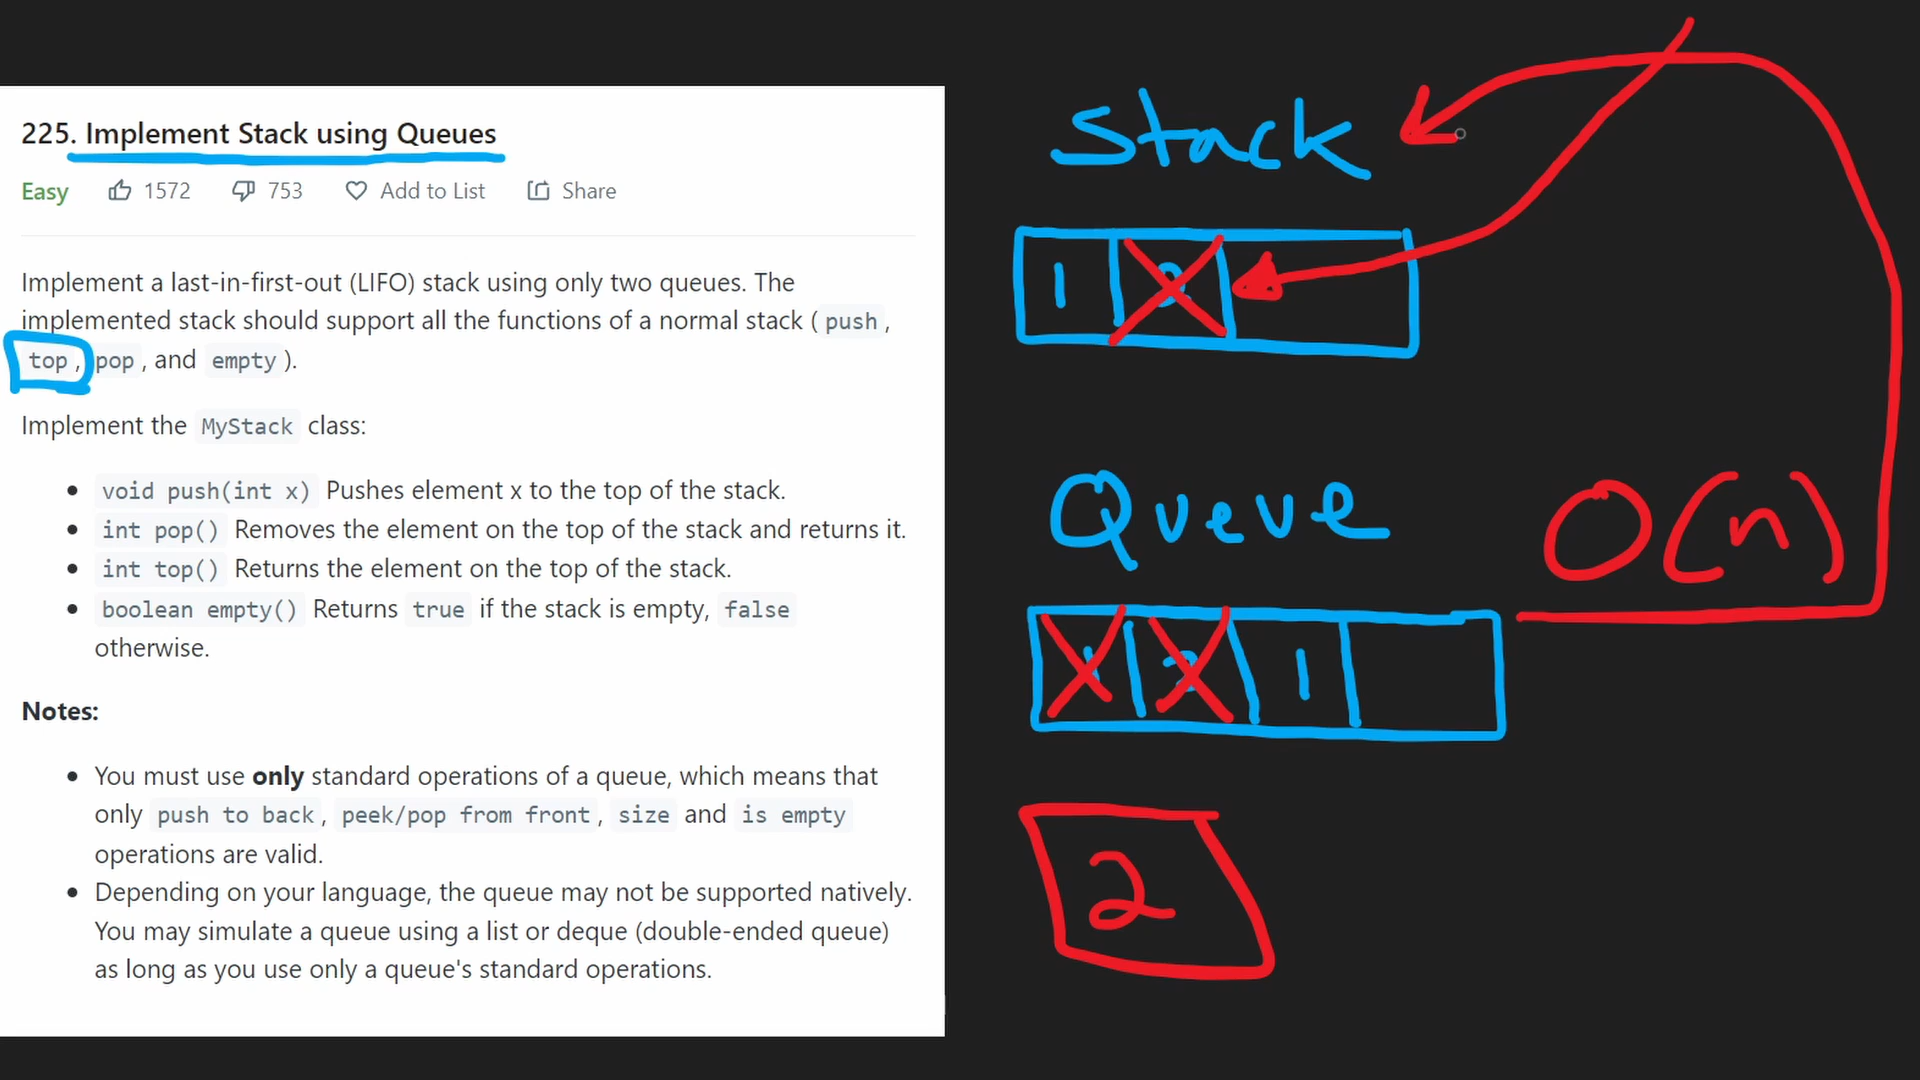 225. Implement Stack using Queues
Easy 1572 753 Add to List Share
Implement a last-in-first-out (LIFO) stack using only two queues. The
implemented stack should support all the functions of a normal stack ( push ,
top , pop , and empty ).
Implement the MyStack class:
void push(int x) Pushes element x to the top of the stack.
int pop() Removes the element on the top of the stack and returns it.
int top() Returns the element on the top of the stack.
boolean empty() Returns true if the stack is empty, false
otherwise.
Notes:
You must use only standard operations of a queue, which means that
only push to back , peek/pop from front , size and is empty
operations are valid.
Depending on your language, the queue may not be supported natively.
You may simulate a queue using a list or deque (double-ended queue)
as long as you use only a queue's standard operations.
Stack
1 2
Queue
O(n)
1 2 1
2